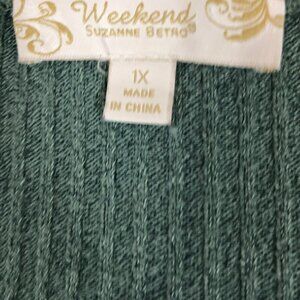 Weekend
SUZANNE BETRO®
1X
MADE
IN CHINA